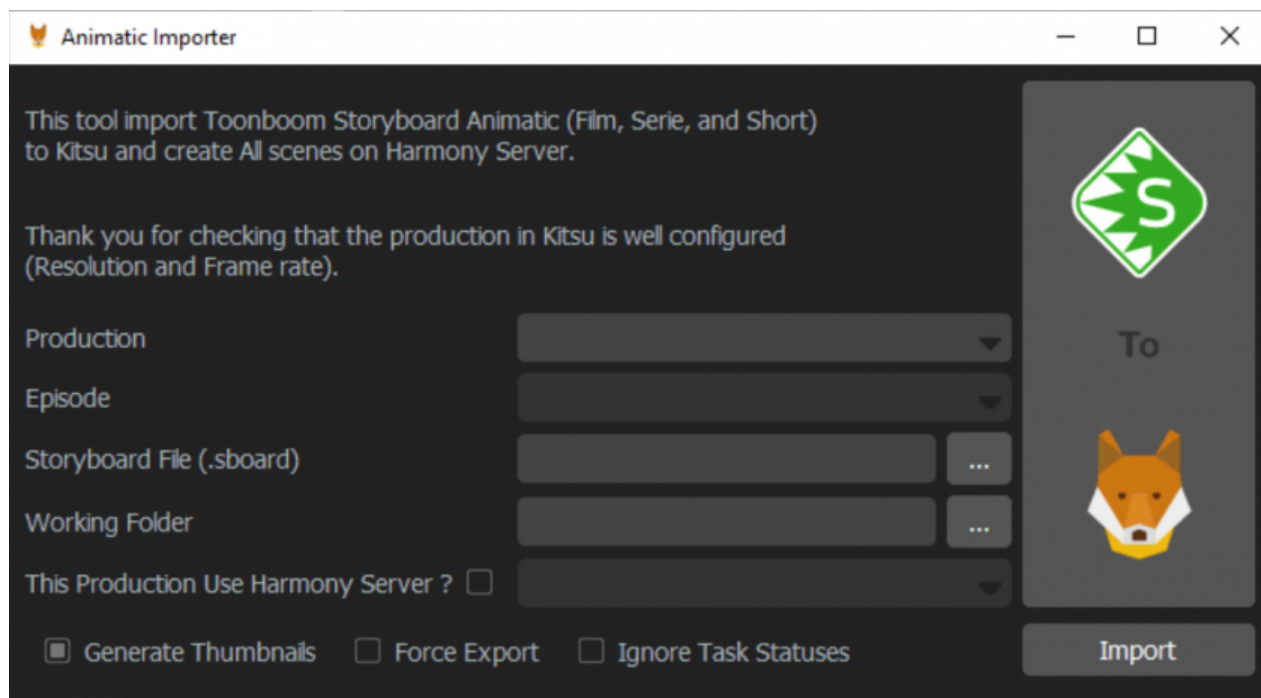 Animatic Importer
This tool import Toonboom Storyboard Animatic (Film, Serie, and Short)
to Kitsu and create All scenes on Harmony Server.
Thank you for checking that the production in Kitsu is well configured
(Resolution and Frame rate).
S
To
Production
Episode
Storyboard File (.sboard)
...
Working Folder
...
This Production Use Harmony Server ?
Generate Thumbnails
Force Export
Ignore Task Statuses
Import